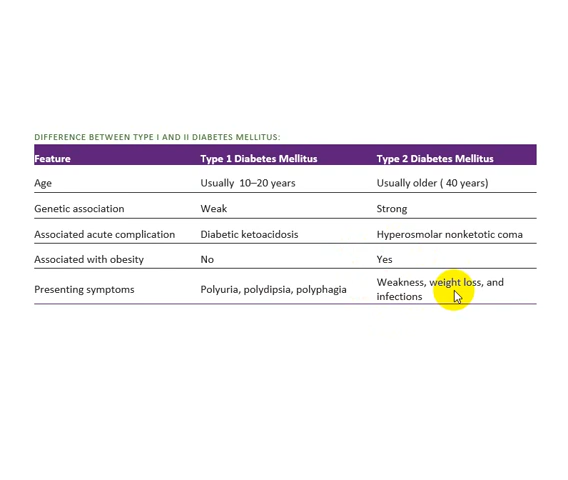 DIFFERENCE BETWEEN TYPE I AND II DIABETES MELLITUS:
Feature Type 1 Diabetes Mellitus Type 2 Diabetes Mellitus
Age Usually 10–20 years Usually older ( 40 years)
Genetic association Weak Strong
Associated acute complication Diabetic ketoacidosis Hyperosmolar nonketotic coma
Associated with obesity No Yes
Presenting symptoms Polyuria, polydipsia, polyphagia Weakness, weight loss, and
infections